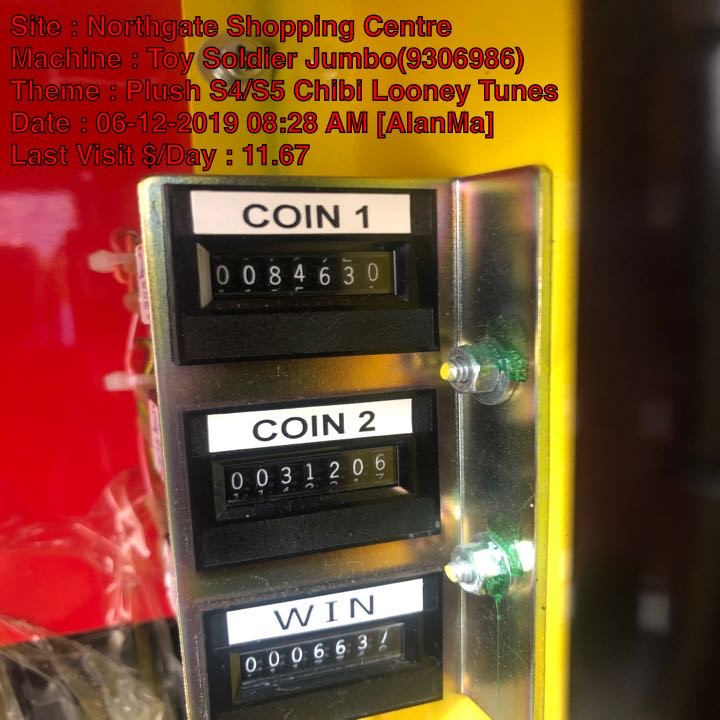 Site : Northgate Shopping Centre
Machine : Toy Soldier Jumbo(9306986)
Theme : Plush S4/S5 Chibi Looney Tunes
Date : 06-12-2019 08:28 AM [AlanMa]
Last Visit $/Day : 11.67
COIN 1
0084630
COIN 2
0031206
WIN